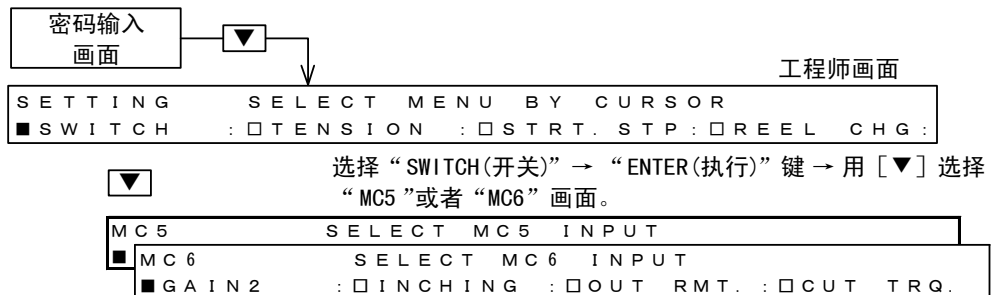 密码输入
画面
▼
工程师画面
SETTING SELECT MENU BY CURSOR
■SWITCH :□TENSION :□STRT. STP:□REEL CHG:
选择“SWITCH(开关)”→ “ENTER(执行)”键→用［▼］选择
▼
“MC5”或者“MC6”画面。
MC5 SELECT MC5 INPUT
■
MC6 SELECT MC6 INPUT
■GAIN2 :□INCHING :□OUT RMT. :□CUT TRQ.